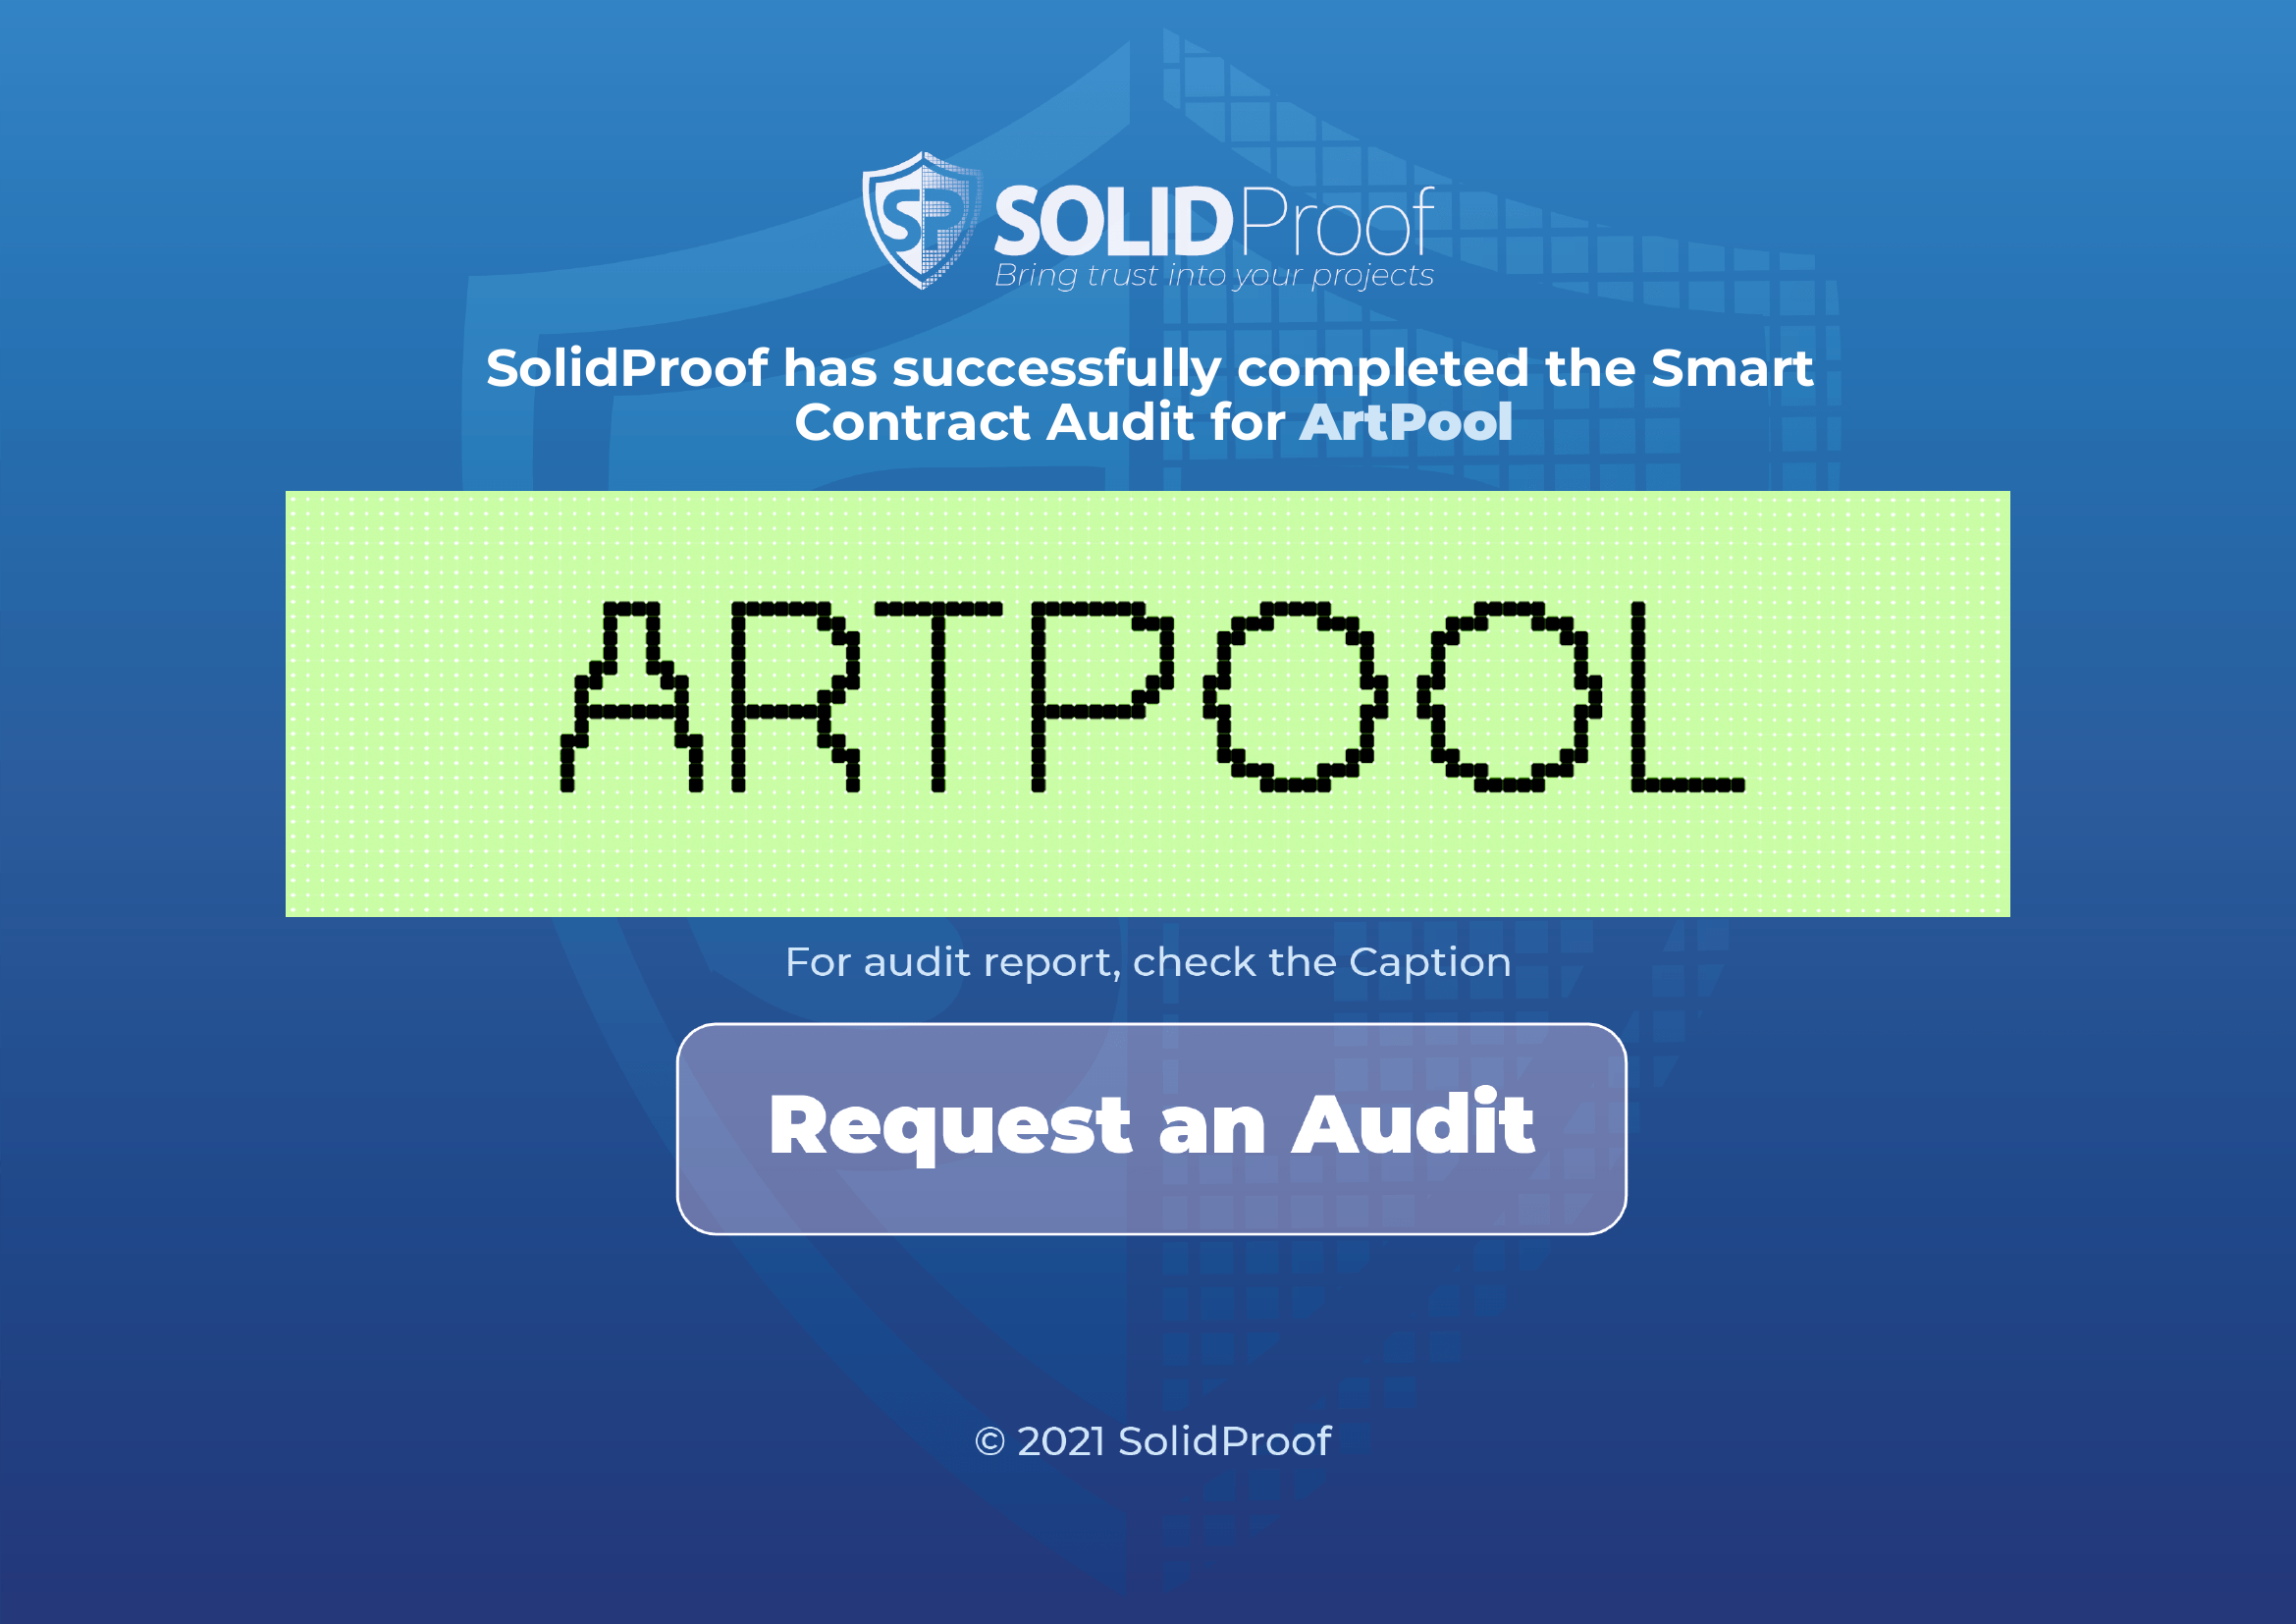 SP SOLIDProof
Bring trust into your projects
SolidProof has successfully completed the Smart
Contract Audit for ArtPool
ARTPOOL
For audit report, check the Caption
Request an Audit
© 2021 SolidProof